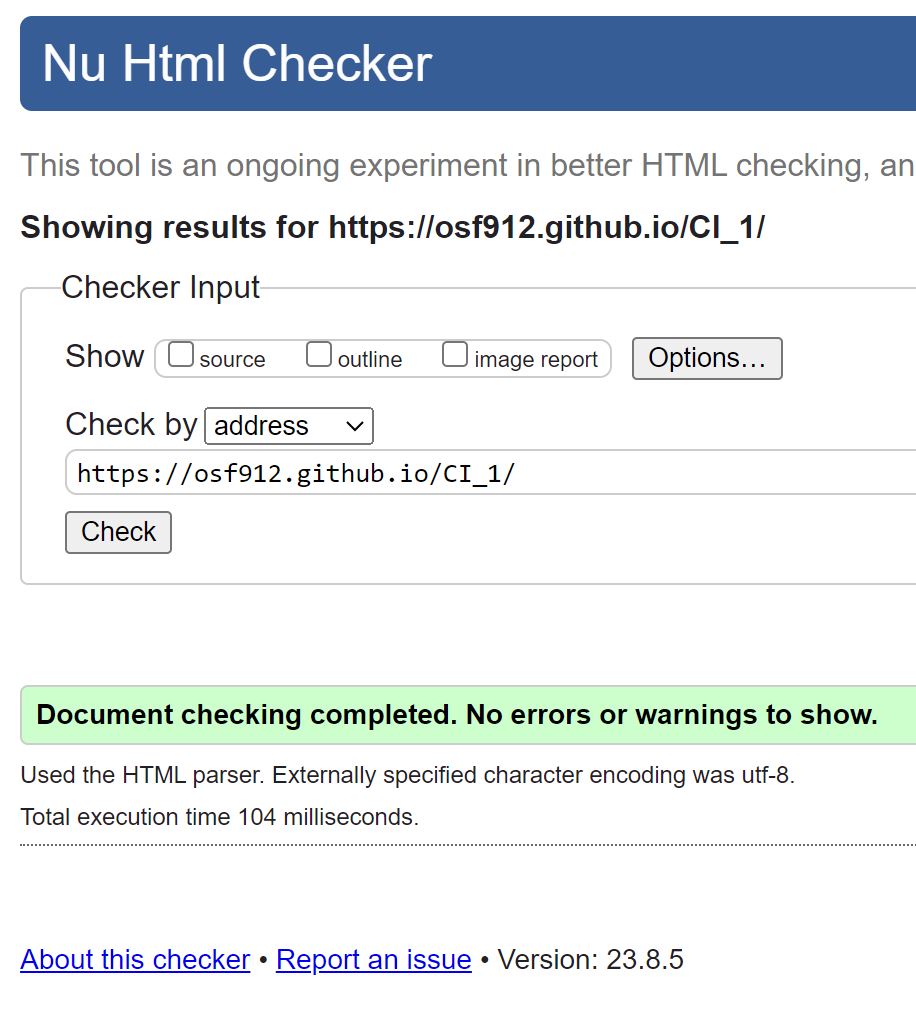 Nu Html Checker
This tool is an ongoing experiment in better HTML checking, an
Showing results for https://osf912.github.io/CI_1/
Checker Input
Show source outline image report Options…
Check by address
https://osf912.github.io/CI_1/
Check
Document checking completed. No errors or warnings to show.
Used the HTML parser. Externally specified character encoding was utf-8.
Total execution time 104 milliseconds.
About this checker • Report an issue • Version: 23.8.5